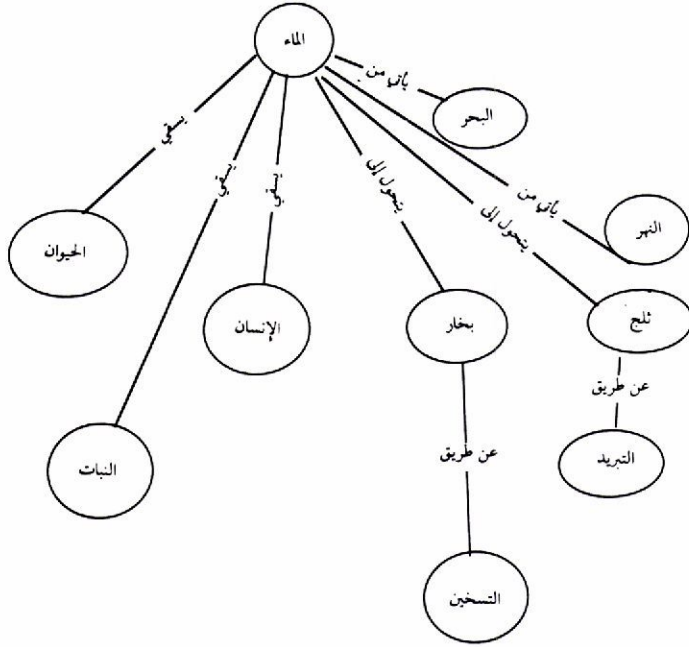 الماء
يأتي من
البحر
يأتي من
النهر
يتحول إلى
ثلج
عن طريق
التبريد
يتحول إلى
بخار
عن طريق
التسخين
يسقي
الإنسان
يسقي
النبات
يسقي
الحيوان